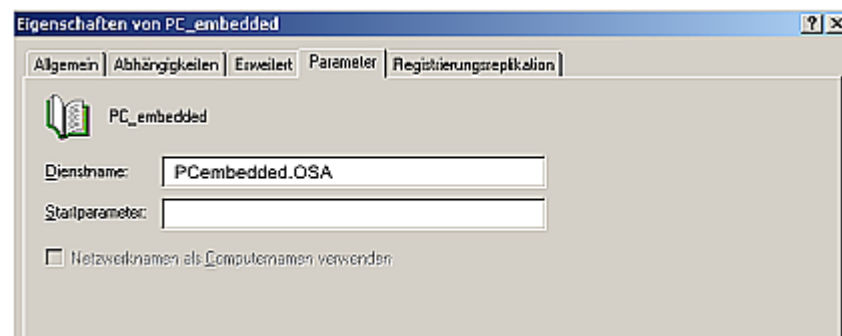 Eigenschaften von PC_embedded
Allgemein Abhängigkeiten Erweitert Parameter Registrierungsreplikation
PC_embedded
Dienstname: PCembedded.OSA
Startparameter:
Netzwerknamen als Computernamen verwenden